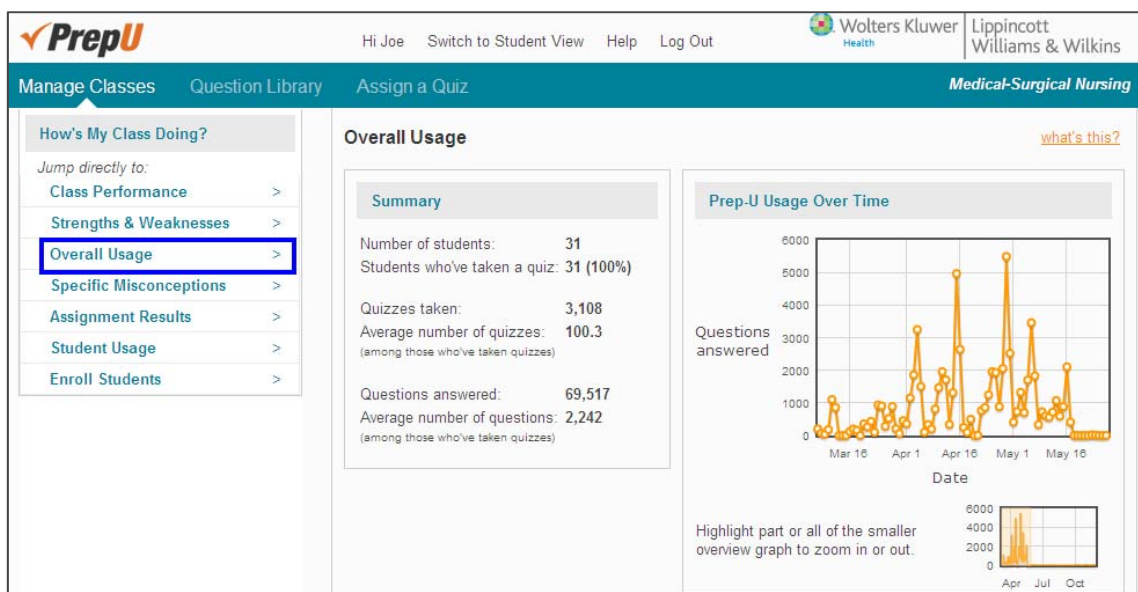 PrepU
Hi Joe Switch to Student View Help Log Out
Wolters Kluwer
Health
Lippincott
Williams & Wilkins
Manage Classes Question Library Assign a Quiz
Medical-Surgical Nursing
How's My Class Doing?
Jump directly to:
Class Performance >
Strengths & Weaknesses >
Overall Usage >
Specific Misconceptions >
Assignment Results >
Student Usage >
Enroll Students >
Overall Usage
what's this?
Summary
Number of students: 31
Students who've taken a quiz: 31 (100%)
Quizzes taken: 3,108
Average number of quizzes: 100.3
(among those who've taken quizzes)
Questions answered: 69,517
Average number of questions: 2,242
(among those who've taken quizzes)
Prep-U Usage Over Time
Questions
answered
6000
5000
4000
3000
2000
1000
0
Mar 16 Apr 1 Apr 16 May 1 May 16
Date
Highlight part or all of the smaller
overview graph to zoom in or out.
6000
4000
2000
0
Apr Jul Oct